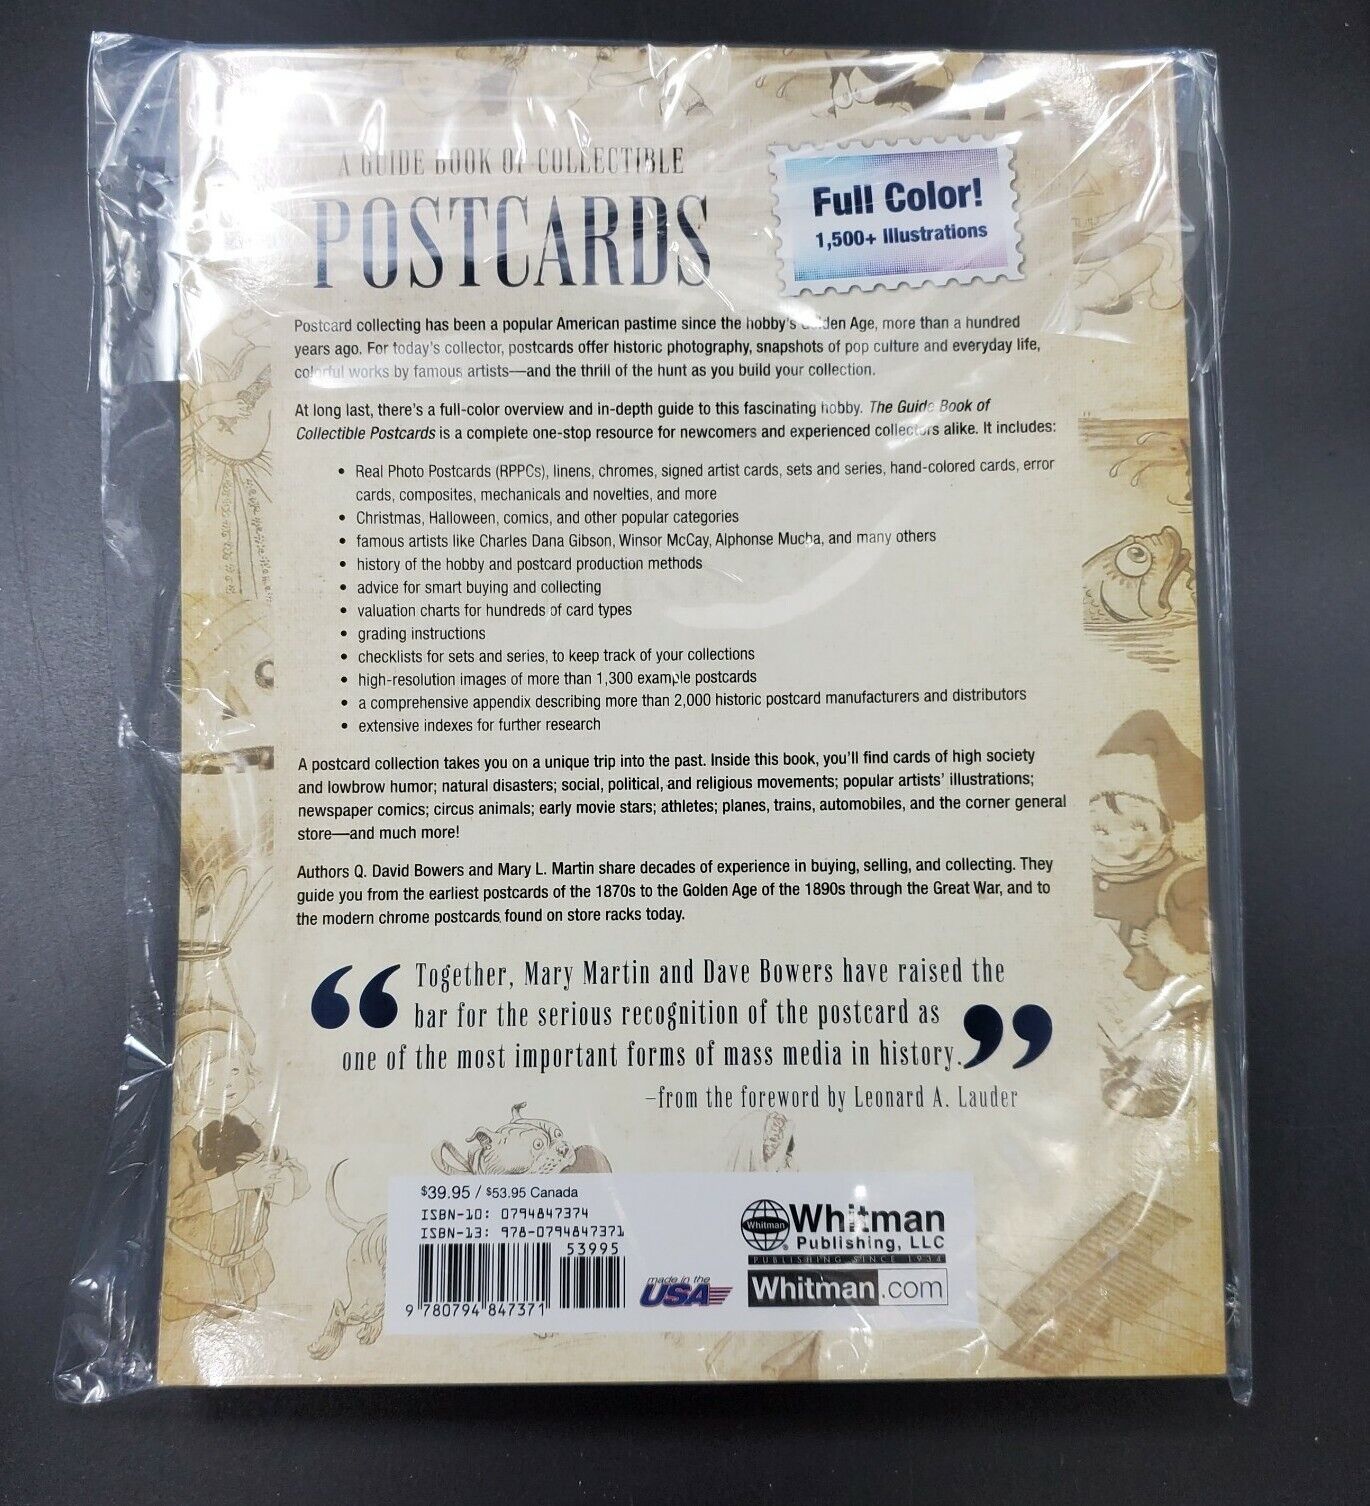 A GUIDE BOOK OF COLLECTIBLE
POSTCARDS
Full Color!
1,500+ Illustrations
Postcard collecting has been a popular American pastime since the hobby's Golden Age, more than a hundred
years ago. For today's collector, postcards offer historic photography, snapshots of pop culture and everyday life,
colorful works by famous artists—and the thrill of the hunt as you build your collection.
At long last, there's a full-color overview and in-depth guide to this fascinating hobby. The Guide Book of
Collectible Postcards is a complete one-stop resource for newcomers and experienced collectors alike. It includes:
• Real Photo Postcards (RPPCs), linens, chromes, signed artist cards, sets and series, hand-colored cards, error
cards, composites, mechanicals and novelties, and more
• Christmas, Halloween, comics, and other popular categories
• famous artists like Charles Dana Gibson, Winsor McCay, Alphonse Mucha, and many others
• history of the hobby and postcard production methods
• advice for smart buying and collecting
• valuation charts for hundreds of card types
• grading instructions
• checklists for sets and series, to keep track of your collections
• high-resolution images of more than 1,300 example postcards
• a comprehensive appendix describing more than 2,000 historic postcard manufacturers and distributors
• extensive indexes for further research
A postcard collection takes you on a unique trip into the past. Inside this book, you'll find cards of high society
and lowbrow humor; natural disasters; social, political, and religious movements; popular artists' illustrations;
newspaper comics; circus animals; early movie stars; athletes; planes, trains, automobiles, and the corner general
store—and much more!
Authors Q. David Bowers and Mary L. Martin share decades of experience in buying, selling, and collecting. They
guide you from the earliest postcards of the 1870s to the Golden Age of the 1890s through the Great War, and to
the modern chrome postcards found on store racks today.
“Together, Mary Martin and Dave Bowers have raised the
bar for the serious recognition of the postcard as
one of the most important forms of mass media in history.”
–from the foreword by Leonard A. Lauder
$39.95 / $53.95 Canada
ISBN-10: 0794847374
ISBN-13: 978-0794847371
53995
9 780794 847371
made in the
USA
Whitman
Whitman®
Publishing, LLC
PUBLISHING SINCE 1934
Whitman.com